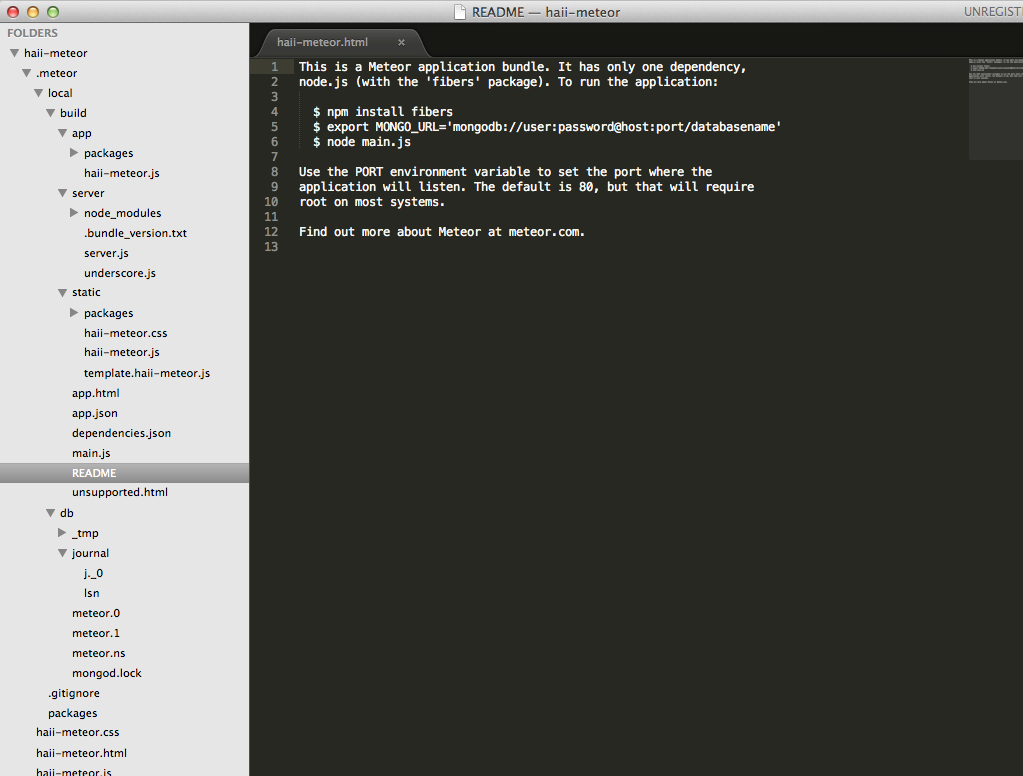 README — haii-meteor
UNREGIST
FOLDERS
haii-meteor
.meteor
local
build
app
packages
haii-meteor.js
server
node_modules
.bundle_version.txt
server.js
underscore.js
static
packages
haii-meteor.css
haii-meteor.js
template.haii-meteor.js
app.html
app.json
dependencies.json
main.js
README
unsupported.html
db
_tmp
journal
j._0
lsn
meteor.0
meteor.1
meteor.ns
mongod.lock
.gitignore
packages
haii-meteor.css
haii-meteor.html
haii-meteor.js
haii-meteor.html ×
1 This is a Meteor application bundle. It has only one dependency,
2 node.js (with the 'fibers' package). To run the application:
3
4 $ npm install fibers
5 $ export MONGO_URL='mongodb://user:password@host:port/databasename'
6 $ node main.js
7
8 Use the PORT environment variable to set the port where the
9 application will listen. The default is 80, but that will require
10 root on most systems.
11
12 Find out more about Meteor at meteor.com.
13